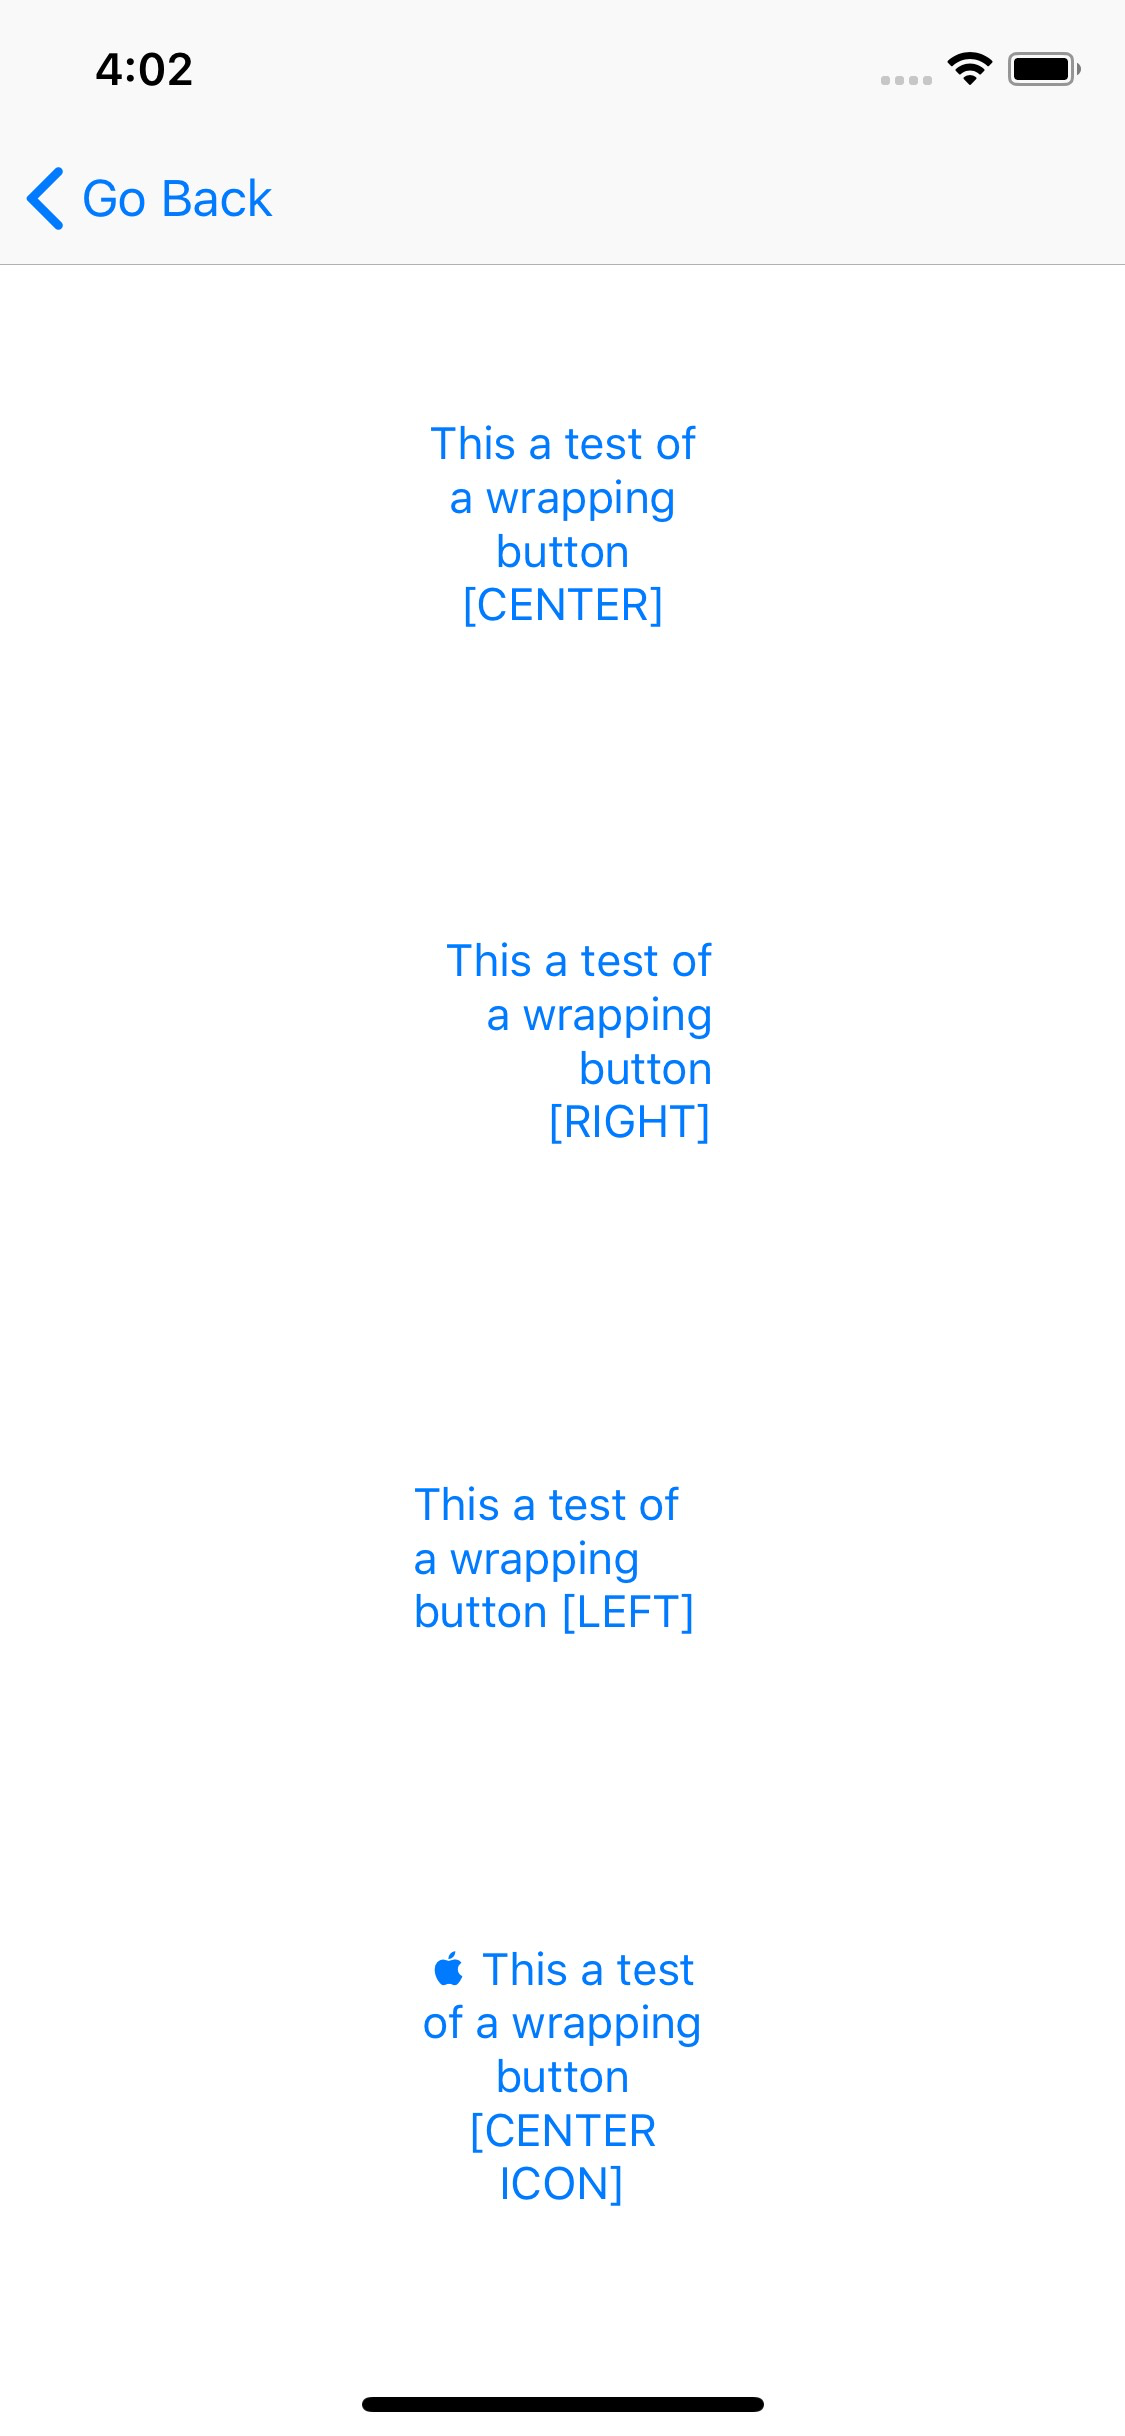 4:02
Go Back
This a test of
a wrapping
button
[CENTER]
This a test of
a wrapping
button
[RIGHT]
This a test of
a wrapping
button [LEFT]
This a test
of a wrapping
button
[CENTER
ICON]